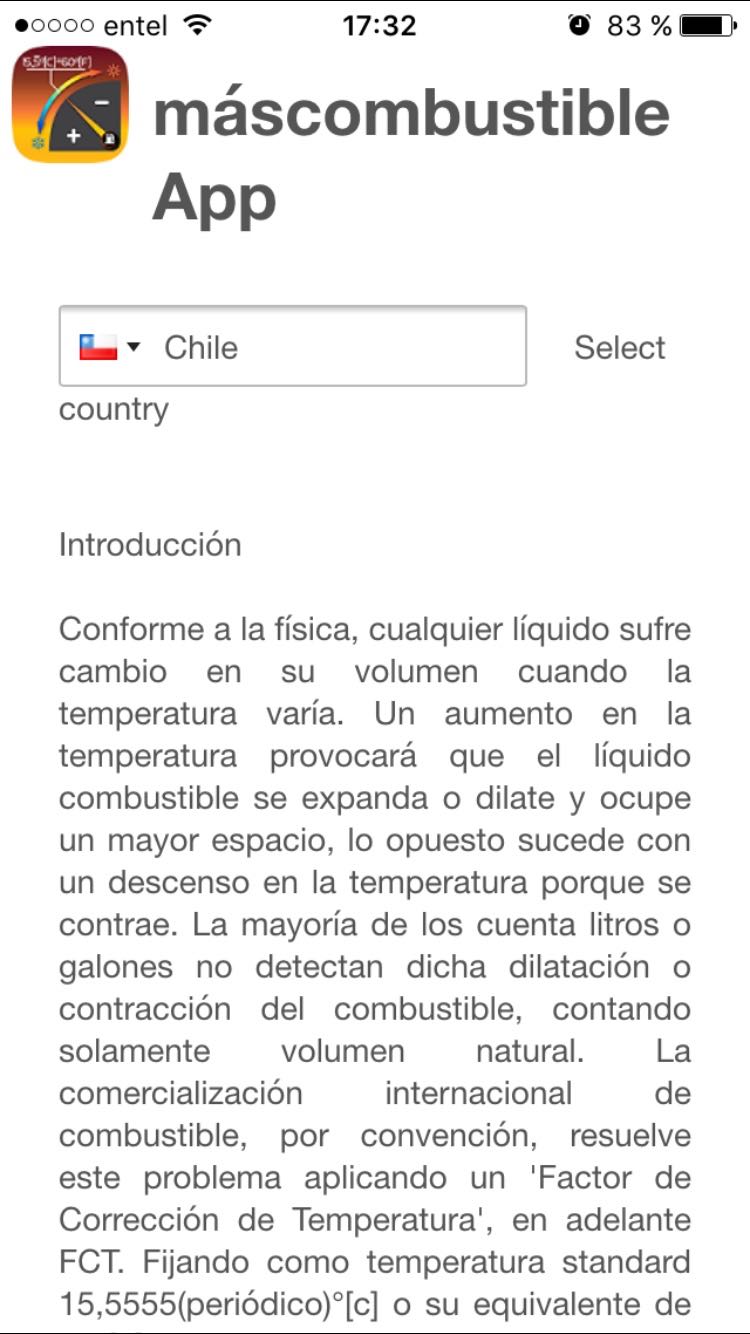 entel 17:32 83 %
máscombustible
App
Chile Select
country
Introducción
Conforme a la física, cualquier líquido sufre
cambio en su volumen cuando la
temperatura varía. Un aumento en la
temperatura provocará que el líquido
combustible se expanda o dilate y ocupe
un mayor espacio, lo opuesto sucede con
un descenso en la temperatura porque se
contrae. La mayoría de los cuenta litros o
galones no detectan dicha dilatación o
contracción del combustible, contando
solamente volumen natural. La
comercialización internacional de
combustible, por convención, resuelve
este problema aplicando un 'Factor de
Corrección de Temperatura', en adelante
FCT. Fijando como temperatura standard
15,5555(periódico)°[c] o su equivalente de